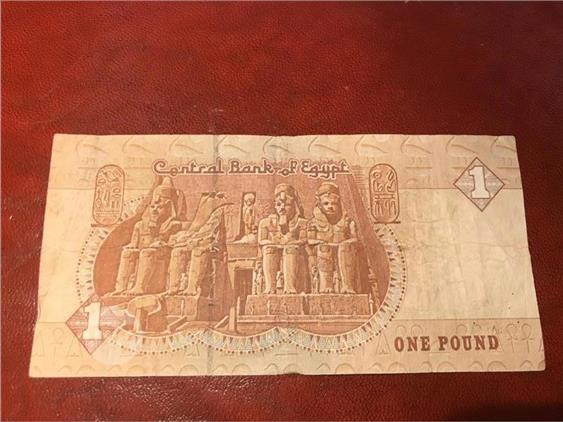 Central Bank of Egypt
1
1
ONE POUND